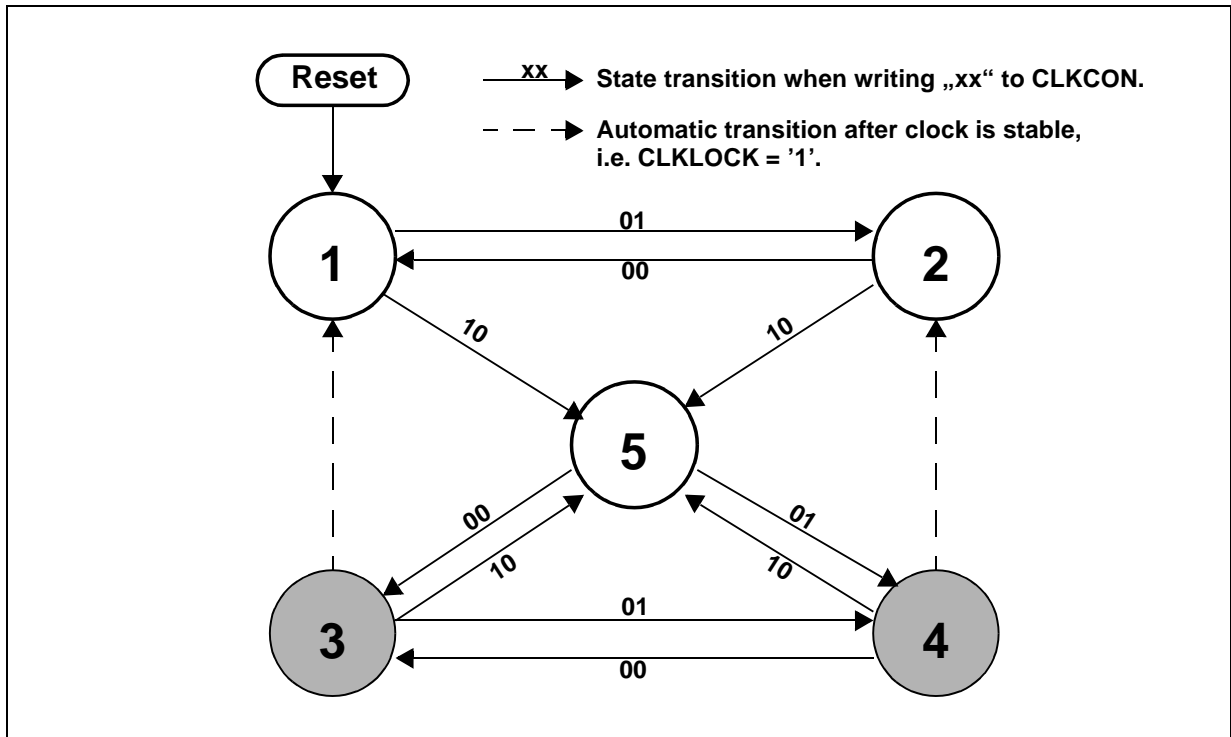 Reset
xx State transition when writing „xx“ to CLKCON.
Automatic transition after clock is stable,
i.e. CLKLOCK = ’1’.
01
1 2
00
10 10
5
00 01
10 10
01
3 4
00